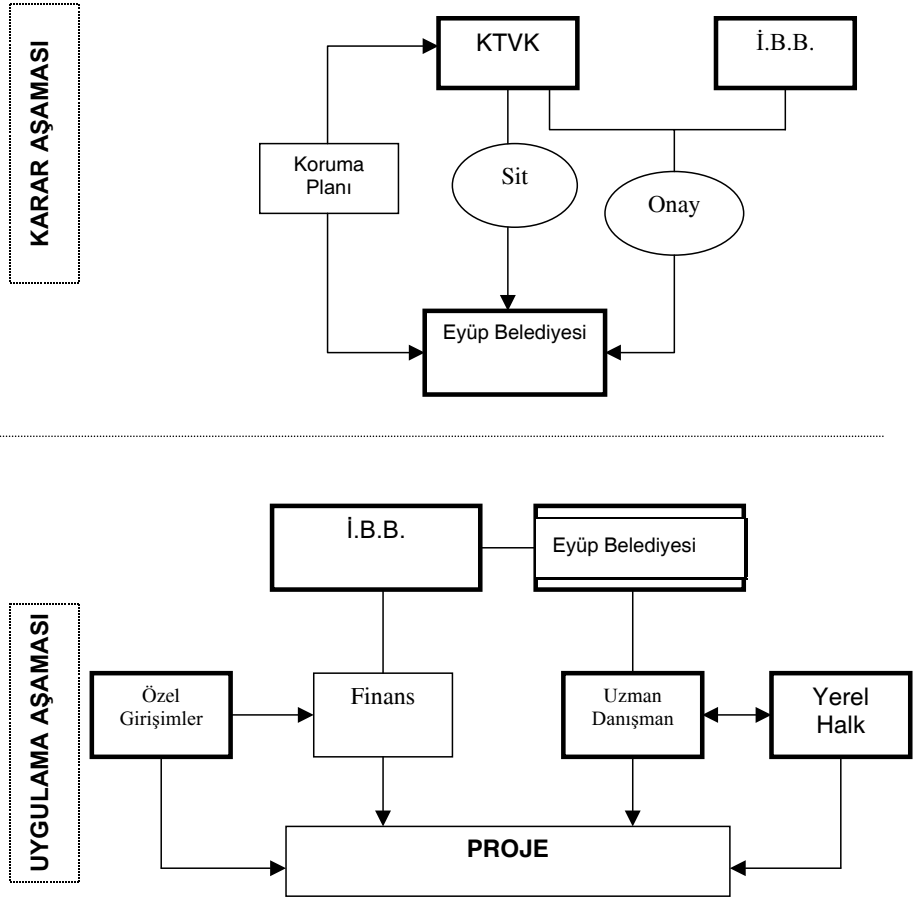 KARAR AŞAMASI
KTVK
İ.B.B.
Koruma
Planı
Sit
Onay
Eyüp Belediyesi
UYGULAMA AŞAMASI
İ.B.B.
Eyüp Belediyesi
Özel
Girişimler
Finans
Uzman
Danışman
Yerel
Halk
PROJE